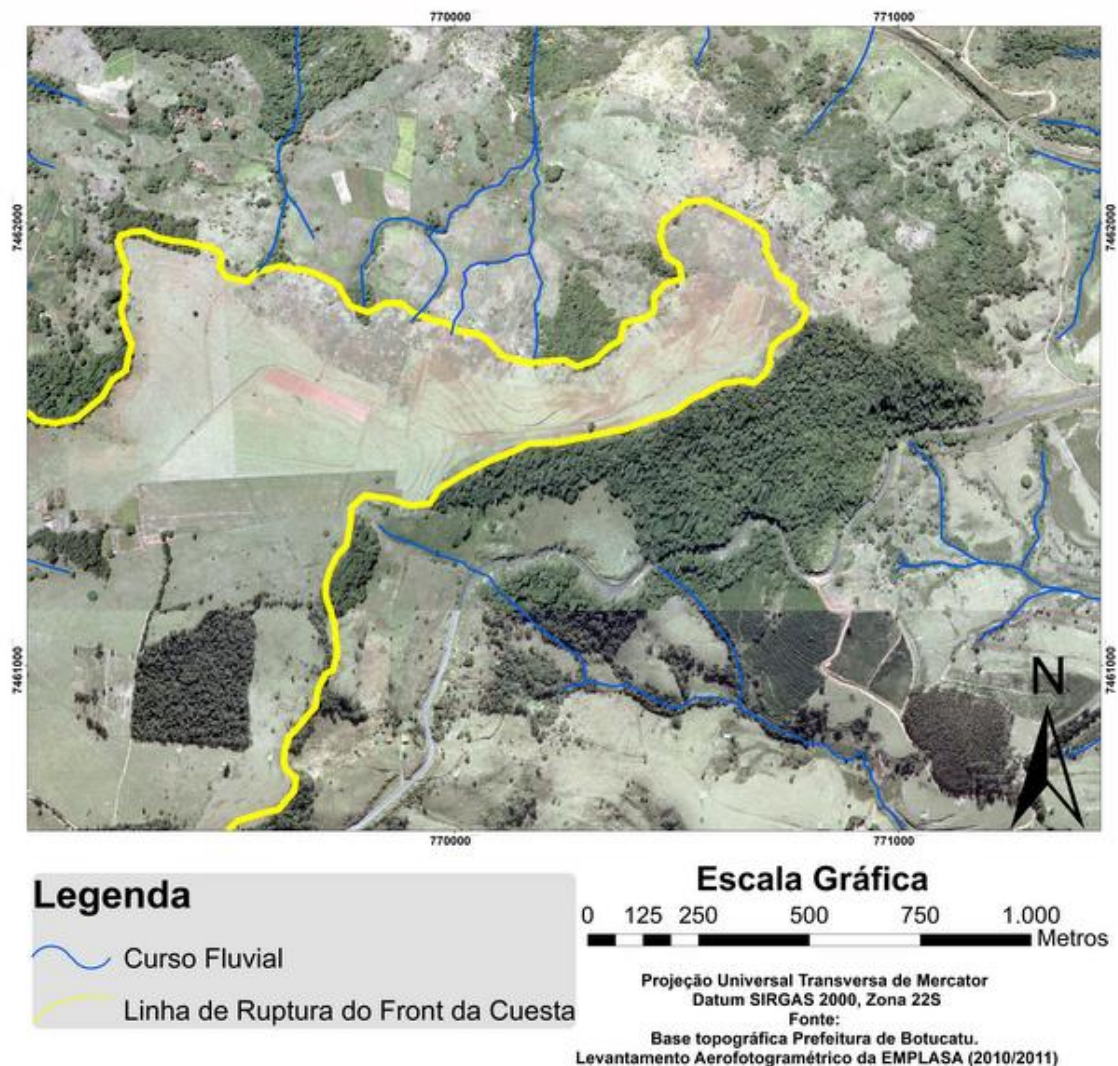 770000 771000
7462000 7462000
7461000 7461000
N
770000 771000
Legenda
Curso Fluvial
Linha de Ruptura do Front da Cuesta
Escala Gráfica
0 125 250 500 750 1.000
Metros
Projeção Universal Transversa de Mercator
Datum SIRGAS 2000, Zona 22S
Fonte:
Base topográfica Prefeitura de Botucatu.
Levantamento Aerofotogramétrico da EMPLASA (2010/2011)